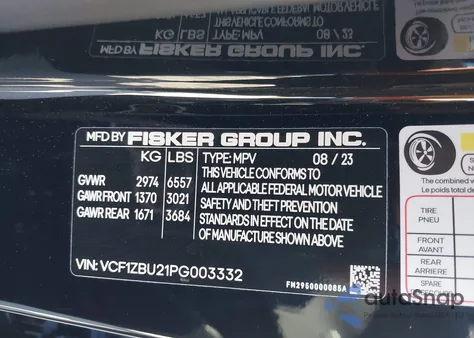 MFD BY FISKER GROUP INC.
KG LBS TYPE: MPV 08 / 23
GVWR 2974 6557 THIS VEHICLE CONFORMS TO
GAWR FRONT 1370 3021 ALL APPLICABLE FEDERAL MOTOR VEHICLE
GAWR REAR 1671 3684 SAFETY AND THEFT PREVENTION
STANDARDS IN EFFECT ON THE DATE
OF MANUFACTURE SHOWN ABOVE
VIN: VCF1ZBU21PG003332
FM29S0000085A
The combined w
Le poids total de
TIRE
PNEU
FRONT
AVANT
REAR
ARRIERE
SPARE
autoSnap